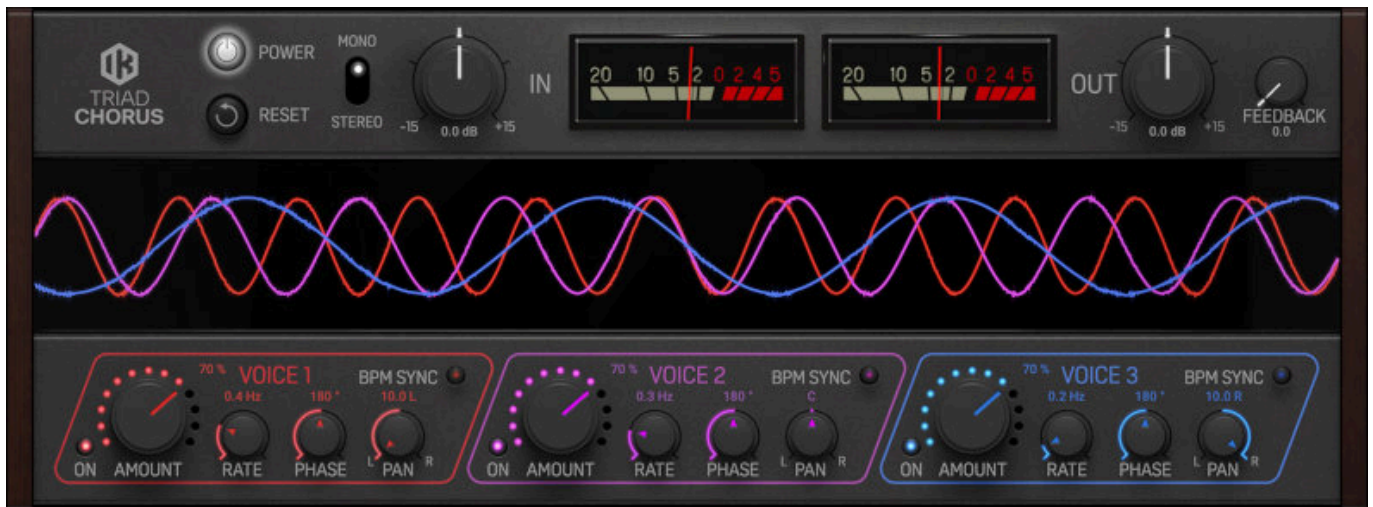 TRIAD
CHORUS
POWER
RESET
MONO
STEREO
-15 0.0 dB +15
IN
20 10 5 2 0 2 4 5
20 10 5 2 0 2 4 5
OUT
-15 0.0 dB +15
FEEDBACK
0.0
70 % VOICE 1 BPM SYNC
0.4 Hz 180 ° 10.0 L
L R
ON AMOUNT RATE PHASE PAN
70 % VOICE 2 BPM SYNC
0.3 Hz 180 ° C
L R
ON AMOUNT RATE PHASE PAN
70 % VOICE 3 BPM SYNC
0.2 Hz 180 ° 10.0 R
L R
ON AMOUNT RATE PHASE PAN